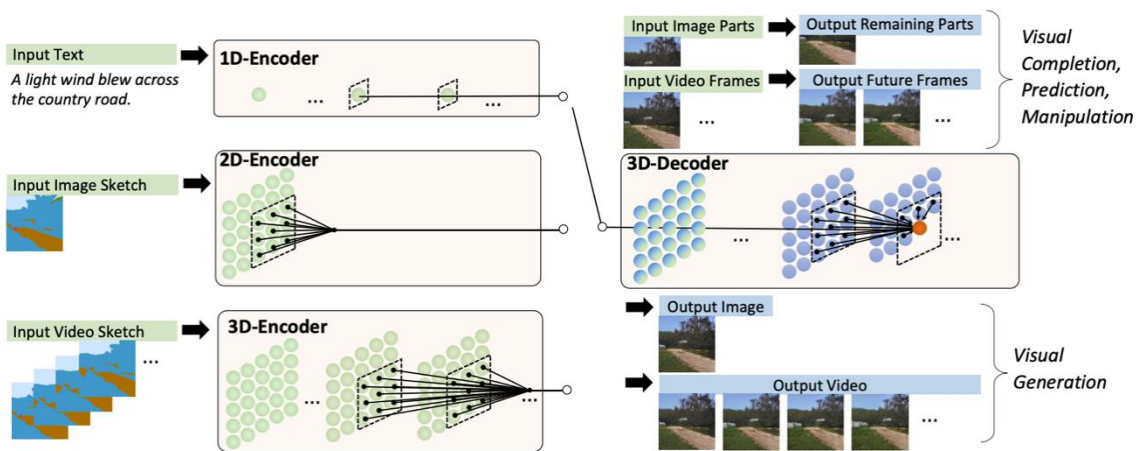 Input Text
A light wind blew across
the country road.
1D-Encoder
...
...
Input Image Sketch
2D-Encoder
Input Video Sketch
...
3D-Encoder
...
...
Input Image Parts
Output Remaining Parts
Input Video Frames
Output Future Frames
...
...
Visual
Completion,
Prediction,
Manipulation
3D-Decoder
...
...
Output Image
Output Video
...
Visual
Generation